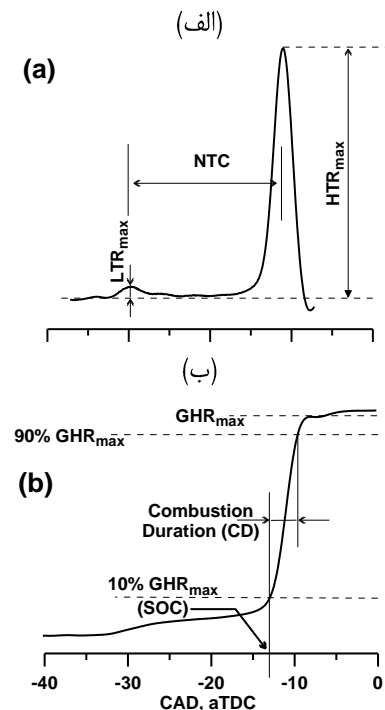 (الف)
(a)
NTC
LTRmax
HTRmax
(ب)
GHRmax
90% GHRmax
(b)
Combustion
Duration (CD)
10% GHRmax
(SOC)
-40 -30 -20 -10 0
CAD, aTDC